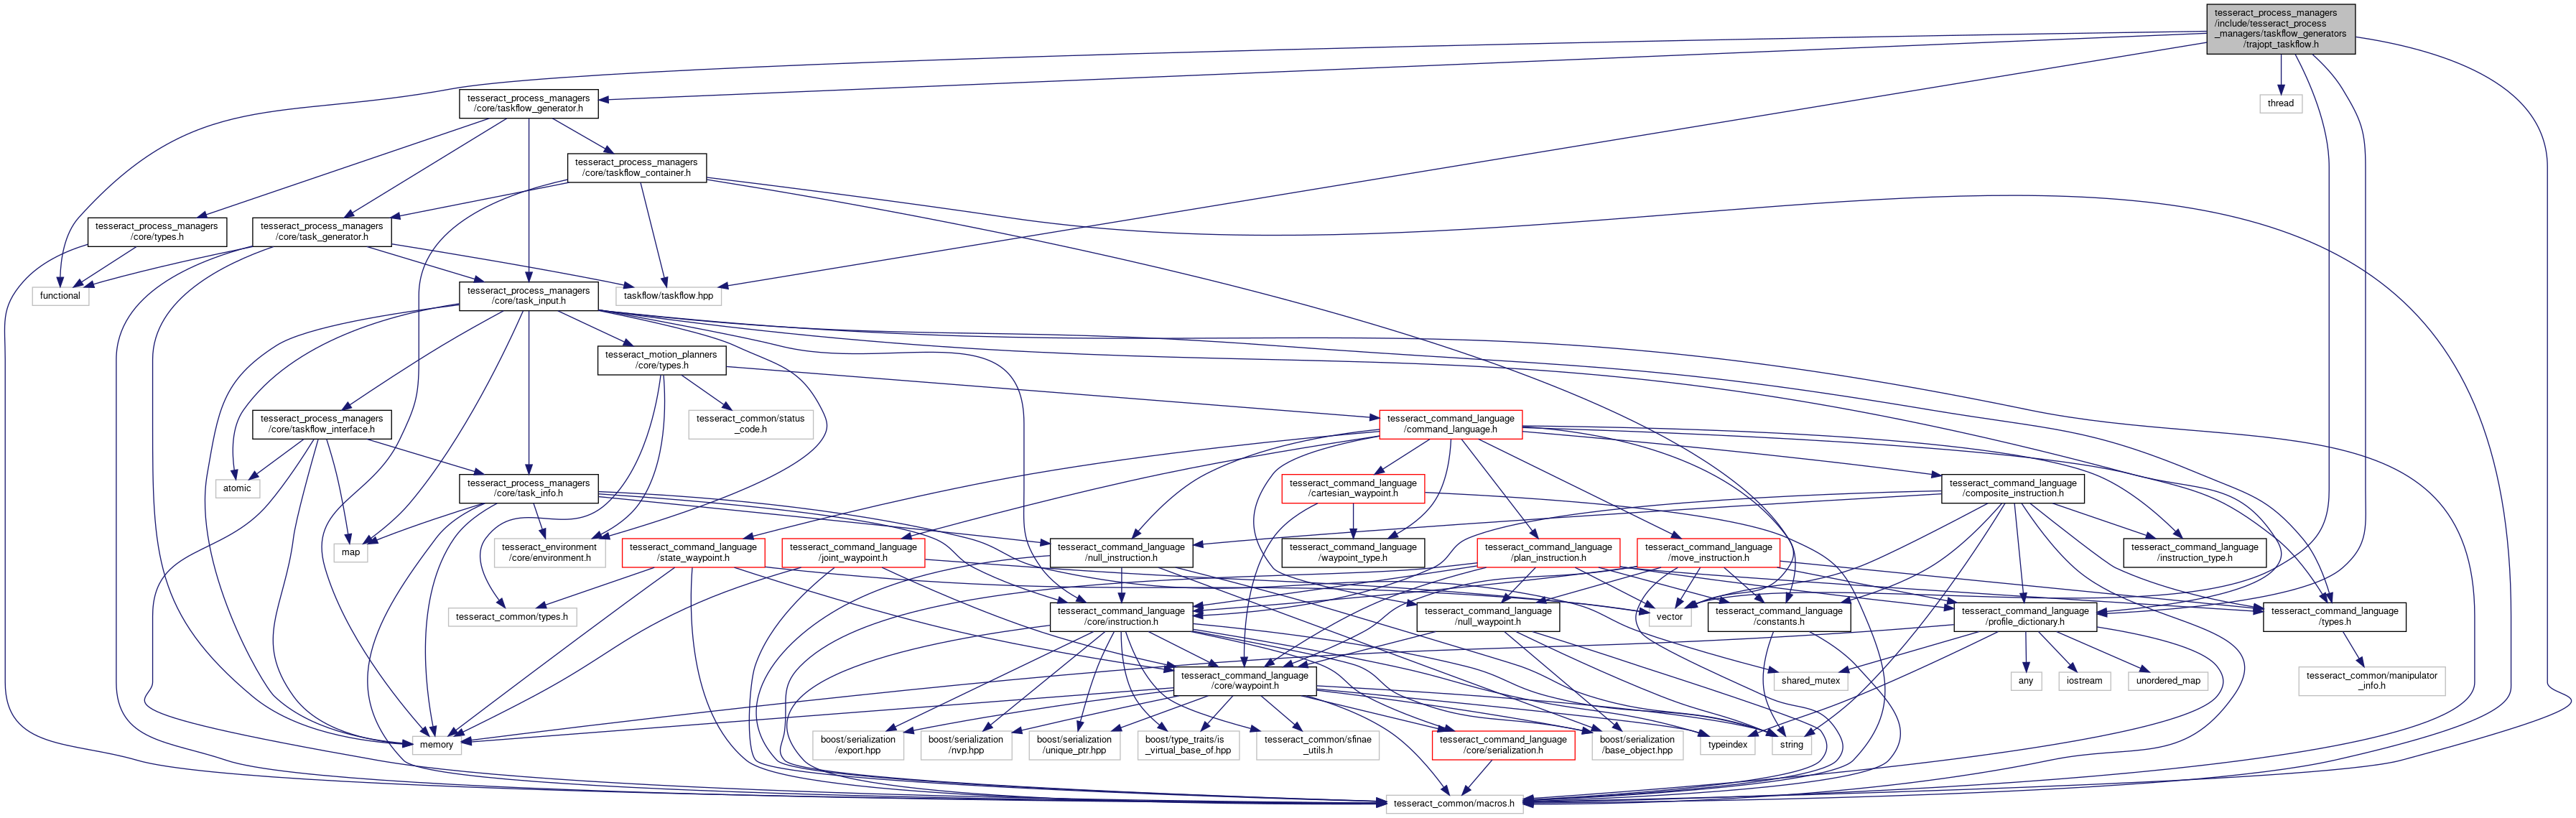 tesseract_process_managers
/include/tesseract_process
_managers/taskflow_generators
/trajopt_taskflow.h
tesseract_process_managers
/core/taskflow_generator.h
thread
tesseract_process_managers
/core/taskflow_container.h
tesseract_process_managers
/core/types.h
tesseract_process_managers
/core/task_generator.h
functional
tesseract_process_managers
/core/task_input.h
taskflow/taskflow.hpp
tesseract_motion_planners
/core/types.h
tesseract_process_managers
/core/taskflow_interface.h
tesseract_common/status
_code.h
tesseract_command_language
/command_language.h
atomic
tesseract_process_managers
/core/task_info.h
tesseract_command_language
/cartesian_waypoint.h
tesseract_command_language
/composite_instruction.h
map
tesseract_environment
/core/environment.h
tesseract_command_language
/state_waypoint.h
tesseract_command_language
/joint_waypoint.h
tesseract_command_language
/null_instruction.h
tesseract_command_language
/waypoint_type.h
tesseract_command_language
/plan_instruction.h
tesseract_command_language
/move_instruction.h
tesseract_command_language
/instruction_type.h
tesseract_common/types.h
tesseract_command_language
/core/instruction.h
tesseract_command_language
/null_waypoint.h
vector
tesseract_command_language
/constants.h
tesseract_command_language
/profile_dictionary.h
tesseract_command_language
/types.h
tesseract_command_language
/core/waypoint.h
shared_mutex
any
iostream
unordered_map
tesseract_common/manipulator
_info.h
memory
boost/serialization
/export.hpp
boost/serialization
/nvp.hpp
boost/serialization
/unique_ptr.hpp
boost/type_traits/is
_virtual_base_of.hpp
tesseract_common/sfinae
_utils.h
tesseract_command_language
/core/serialization.h
boost/serialization
/base_object.hpp
typeindex
string
tesseract_common/macros.h